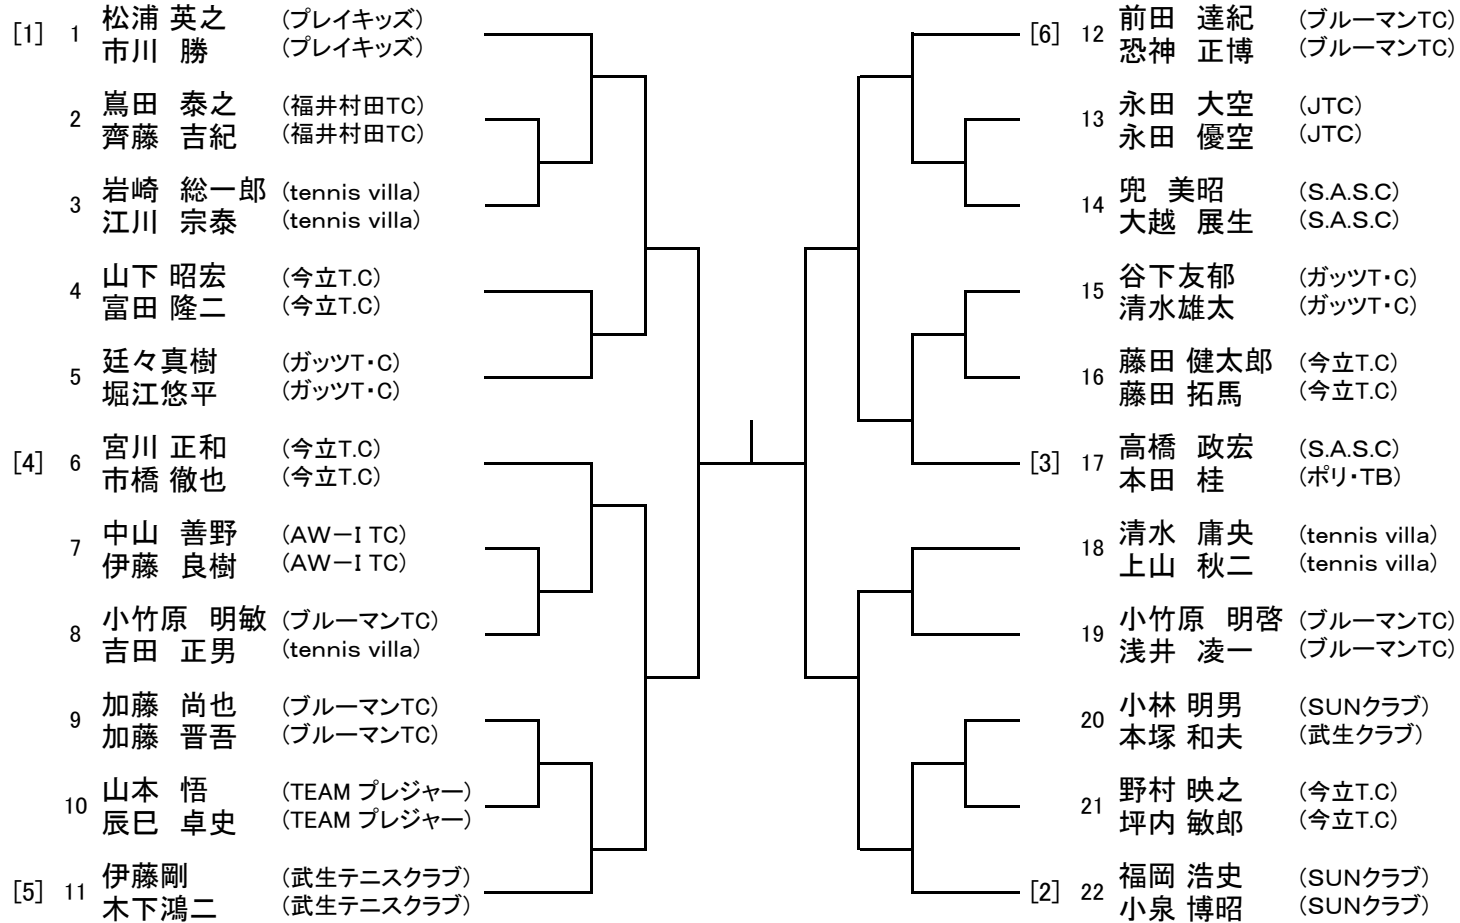 [1] 1 松浦 英之 (プレイキッズ)
市川 勝 (プレイキッズ)
2 嶌田 泰之 (福井村田TC)
齊藤 吉紀 (福井村田TC)
3 岩崎 総一郎 (tennis villa)
江川 宗泰 (tennis villa)
4 山下 昭宏 (今立T.C)
富田 隆二 (今立T.C)
5 廷々真樹 (ガッツT・C)
堀江悠平 (ガッツT・C)
[4] 6 宮川 正和 (今立T.C)
市橋 徹也 (今立T.C)
7 中山 善野 (AW－I TC)
伊藤 良樹 (AW－I TC)
8 小竹原 明敏 (ブルーマンTC)
吉田 正男 (tennis villa)
9 加藤 尚也 (ブルーマンTC)
加藤 晋吾 (ブルーマンTC)
10 山本 悟 (TEAM プレジャー)
辰巳 卓史 (TEAM プレジャー)
[5] 11 伊藤剛 (武生テニスクラブ)
木下鴻二 (武生テニスクラブ)
[6] 12 前田 達紀 (ブルーマンTC)
恐神 正博 (ブルーマンTC)
13 永田 大空 (JTC)
永田 優空 (JTC)
14 兜 美昭 (S.A.S.C)
大越 展生 (S.A.S.C)
15 谷下友郁 (ガッツT・C)
清水雄太 (ガッツT・C)
16 藤田 健太郎 (今立T.C)
藤田 拓馬 (今立T.C)
[3] 17 高橋 政宏 (S.A.S.C)
本田 桂 (ポリ・TB)
18 清水 庸央 (tennis villa)
上山 秋二 (tennis villa)
19 小竹原 明啓 (ブルーマンTC)
浅井 凌一 (ブルーマンTC)
20 小林 明男 (SUNクラブ)
本塚 和夫 (武生クラブ)
21 野村 映之 (今立T.C)
坪内 敏郎 (今立T.C)
[2] 22 福岡 浩史 (SUNクラブ)
小泉 博昭 (SUNクラブ)